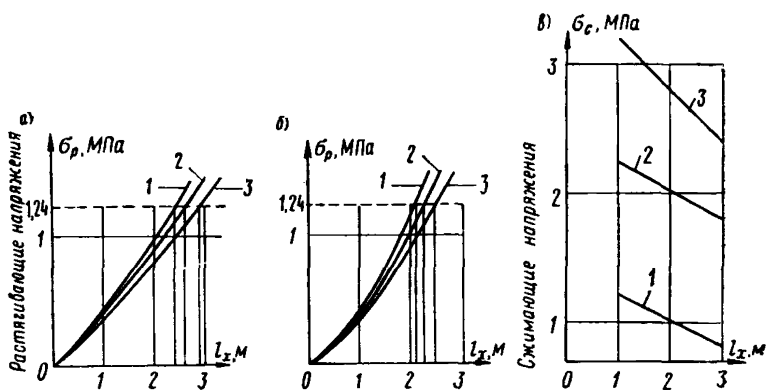 а)
Растягивающие напряжения
σр, МПа
1,24
1
0
1
2
3
1
2
3
lх, м
б)
σр, МПа
1,24
1
0
1
2
3
1
2
3
lх, м
в)
σс, МПа
Сжимающие напряжения
3
2
1
0
1
2
3
3
2
1
lх, м